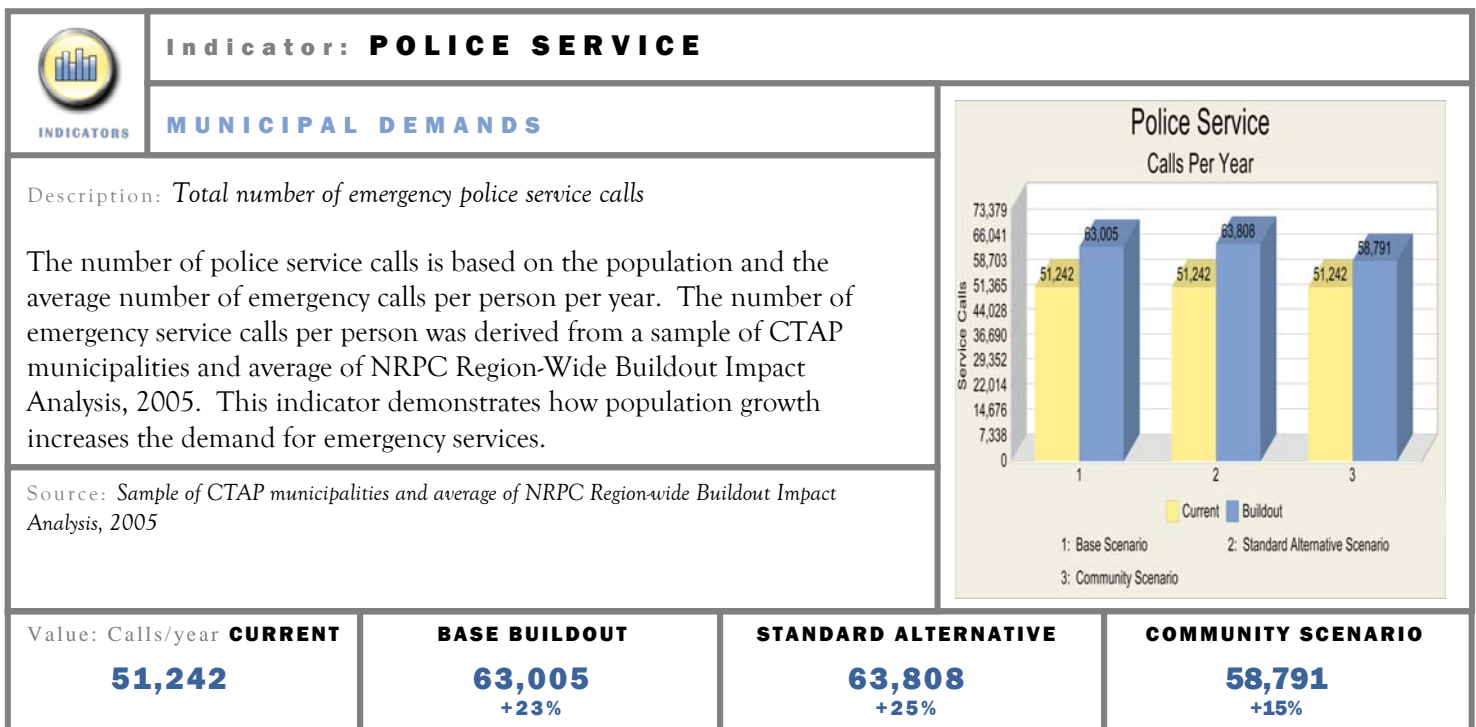 Indicator: POLICE SERVICE
INDICATORS
MUNICIPAL DEMANDS
Description: Total number of emergency police service calls
The number of police service calls is based on the population and the
average number of emergency calls per person per year. The number of
emergency service calls per person was derived from a sample of CTAP
municipalities and average of NRPC Region-Wide Buildout Impact
Analysis, 2005. This indicator demonstrates how population growth
increases the demand for emergency services.
Source: Sample of CTAP municipalities and average of NRPC Region-wide Buildout Impact
Analysis, 2005
Police Service
Calls Per Year
Service Calls
73,379
66,041
58,703
51,365
44,028
36,690
29,352
22,014
14,676
7,338
0
51,242
63,005
51,242
63,808
51,242
58,791
1
2
3
Current Buildout
1: Base Scenario 2: Standard Alternative Scenario
3: Community Scenario
Value: Calls/year CURRENT
51,242
BASE BUILDOUT
63,005
+23%
STANDARD ALTERNATIVE
63,808
+25%
COMMUNITY SCENARIO
58,791
+15%